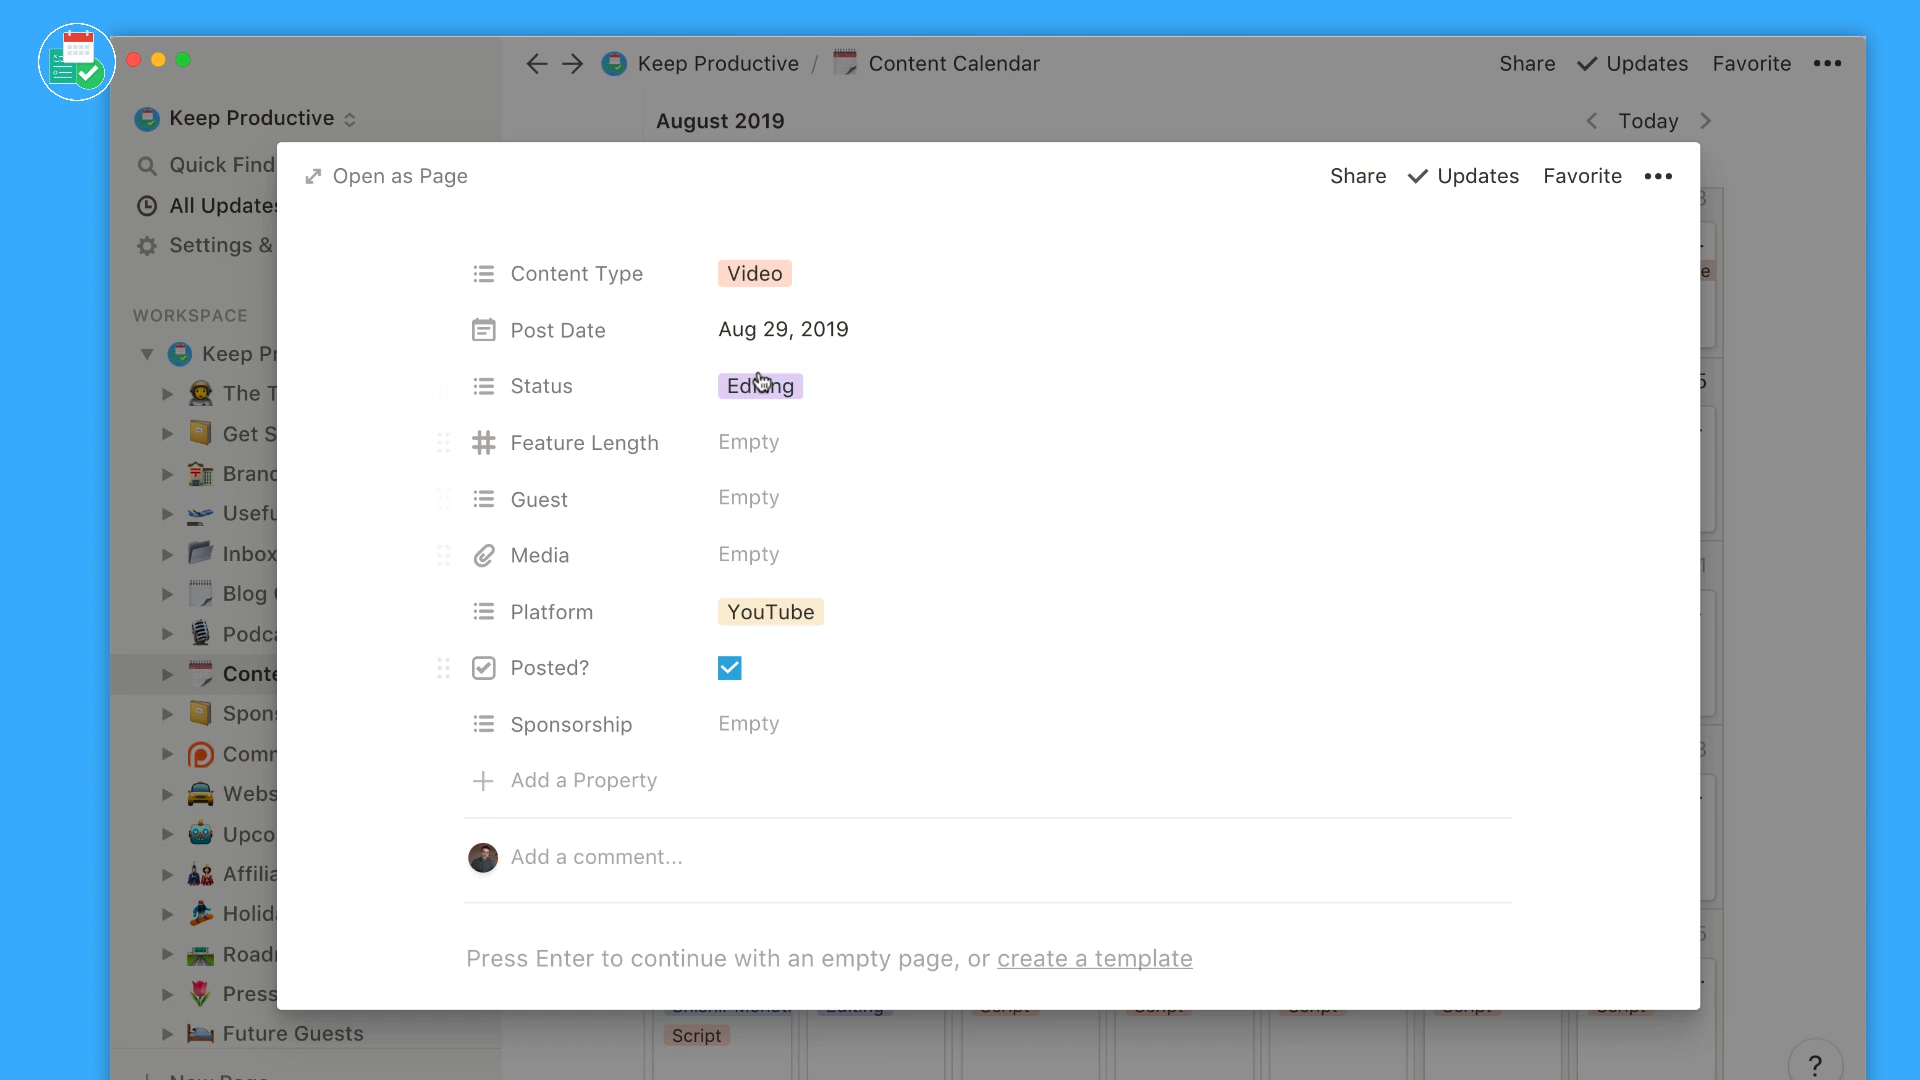 Keep Productive / Content Calendar
Share Updates Favorite
Keep Productive
August 2019
Today
Quick Find
All Updates
Settings &
WORKSPACE
Keep Pr
The T
Get S
Branc
Usefu
Inbox
Blog
Podca
Conte
Spons
Comr
Webs
Upco
Affilia
Holid
Roadr
Press
Future Guests
Open as Page
Share Updates Favorite
Content Type Video
Post Date Aug 29, 2019
Status Editing
Feature Length Empty
Guest Empty
Media Empty
Platform YouTube
Posted?
Sponsorship Empty
Add a Property
Add a comment...
Press Enter to continue with an empty page, or create a template
Script
?